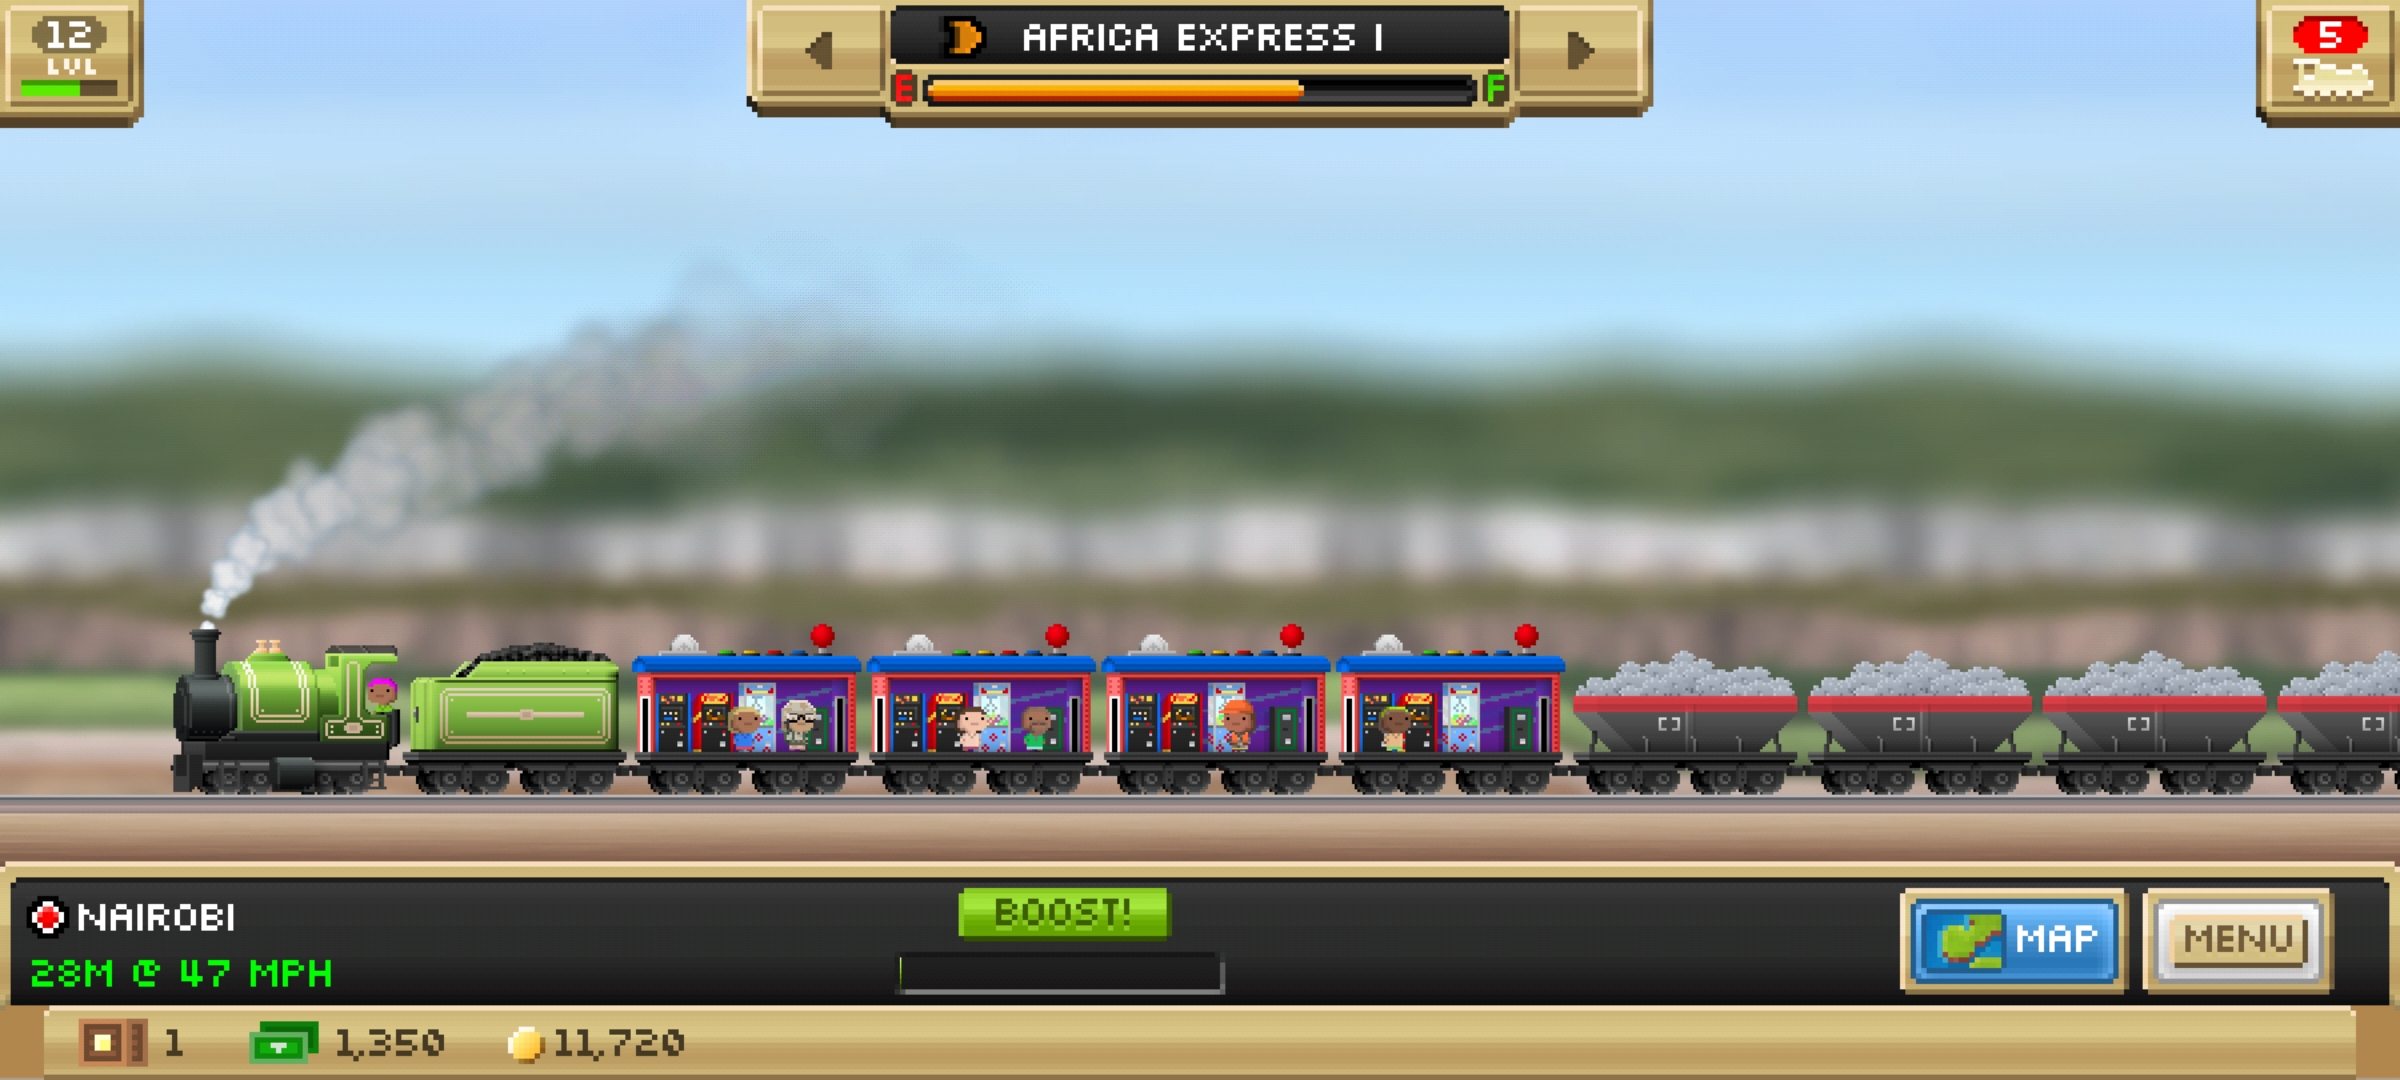 12
LVL
AFRICA EXPRESS I
E
F
5
NAIROBI
28M @ 47 MPH
BOOST!
MAP
MENU
1
1,350
11,720